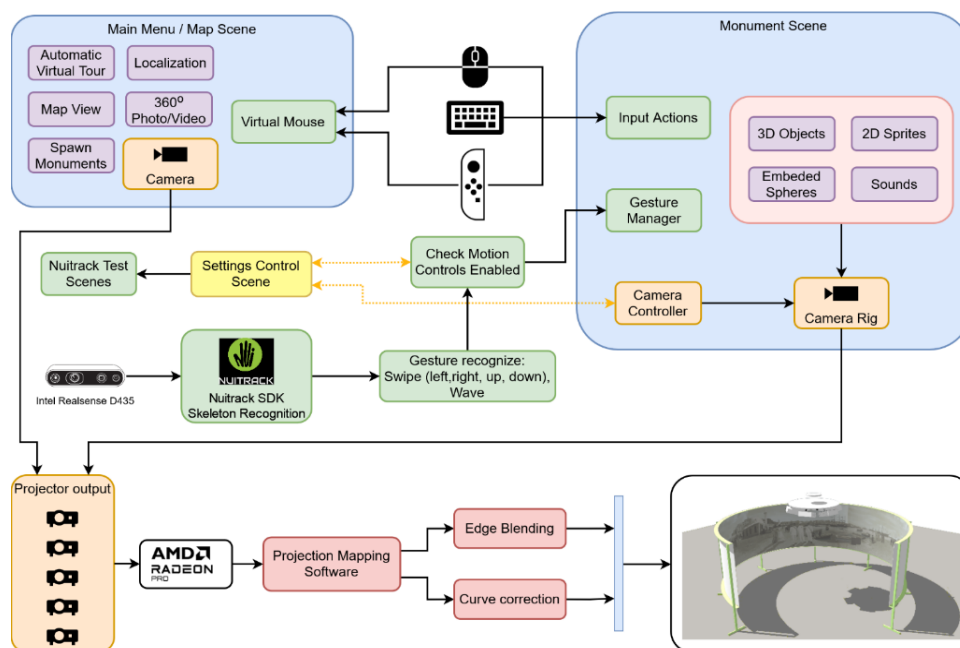 Main Menu / Map Scene
Automatic
Virtual Tour
Localization
Map View
360º
Photo/Video
Spawn
Monuments
Camera
Virtual Mouse
Monument Scene
Input Actions
3D Objects
2D Sprites
Embeded
Spheres
Sounds
Gesture
Manager
Camera
Controller
Camera Rig
Nuitrack Test
Scenes
Settings Control
Scene
Check Motion
Controls Enabled
Intel Realsense D435
NUITRACK
Nuitrack SDK
Skeleton Recognition
Gesture recognize:
Swipe (left,right, up, down),
Wave
Projector output
AMD
RADEON
PRO
Projection Mapping
Software
Edge Blending
Curve correction